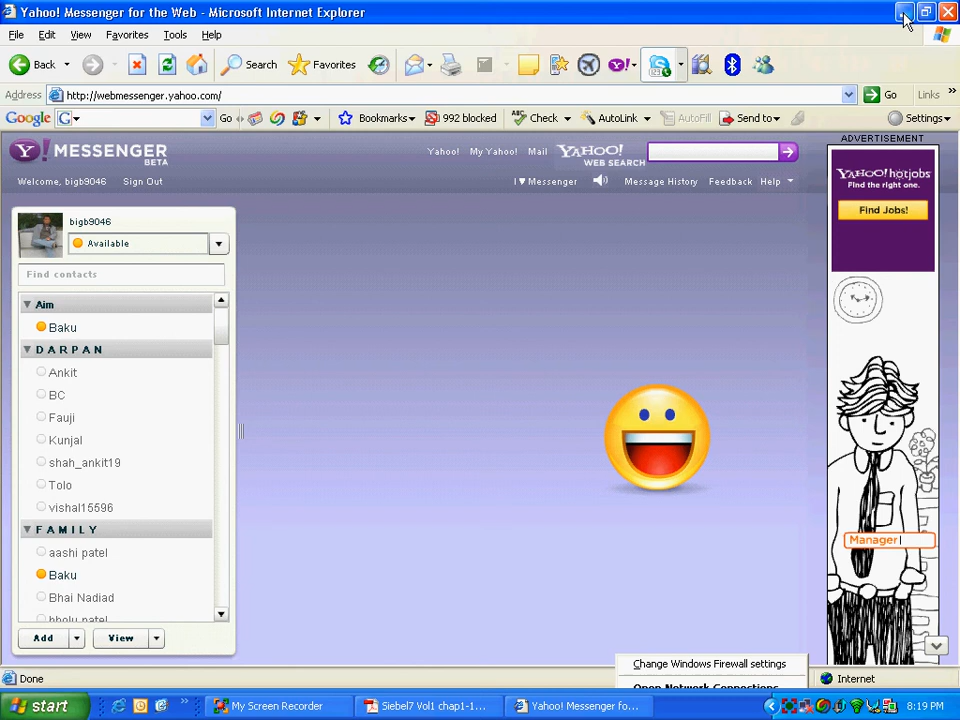 Yahoo! Messenger for the Web - Microsoft Internet Explorer
File Edit View Favorites Tools Help
Back Search Favorites
Address http://webmessenger.yahoo.com/ Go Links »
Google G Go Bookmarks 992 blocked Check AutoLink AutoFill Send to Settings
Y! MESSENGER
BETA
Yahoo! My Yahoo! Mail YAHOO!
WEB SEARCH
Welcome, bigb9046 Sign Out
I ♥ Messenger Message History Feedback Help
ADVERTISEMENT
YAHOO! hotjobs
Find the right one.
Find Jobs!
Manager
bigb9046
Available
Find contacts
Aim
Baku
DARPAN
Ankit
BC
Fauji
Kunjal
shah_ankit19
Tolo
vishal15596
FAMILY
aashi patel
Baku
Bhai Nadiad
bholu patel
Add View
Change Windows Firewall settings
Open Network Connections
Done Internet
start My Screen Recorder Siebel7 Vol1 chap1-1... Yahoo! Messenger fo... 8:19 PM